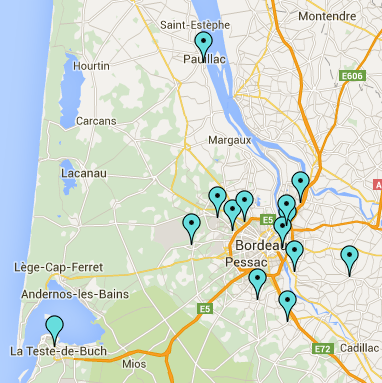 Saint-Estèphe
Montendre
Pauillac
Hourtin
E606
Carcans
Margaux
Lacanau
A
E5
Bordeau
Lège-Cap-Ferret
Pessac
Andernos-les-Bains
E5
La Teste-de-Buch
Cadillac
E72
Mios